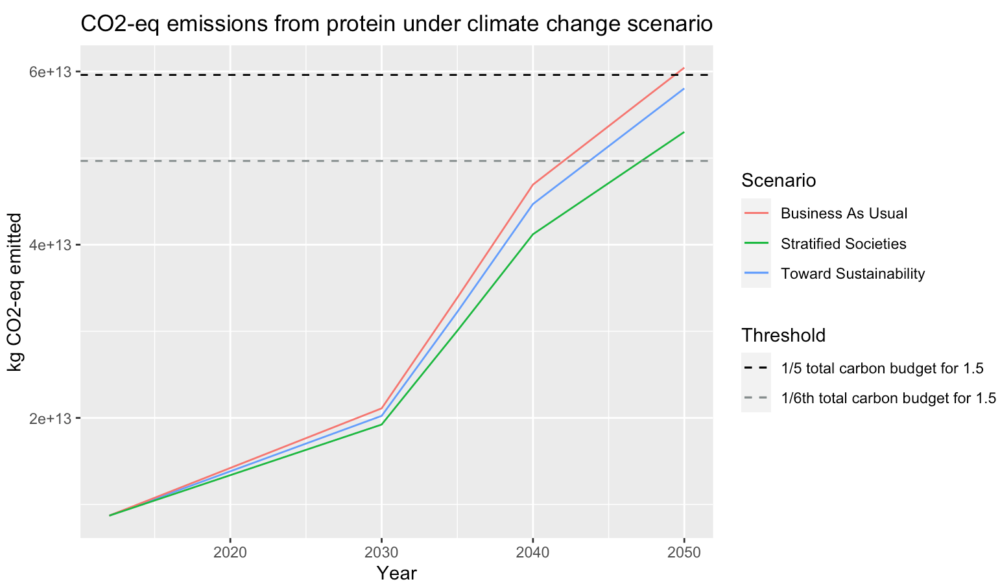 CO2-eq emissions from protein under climate change scenario
kg CO2-eq emitted
6e+13
4e+13
2e+13
2020
2030
2040
2050
Year
Scenario
Business As Usual
Stratified Societies
Toward Sustainability
Threshold
1/5 total carbon budget for 1.5
1/6th total carbon budget for 1.5